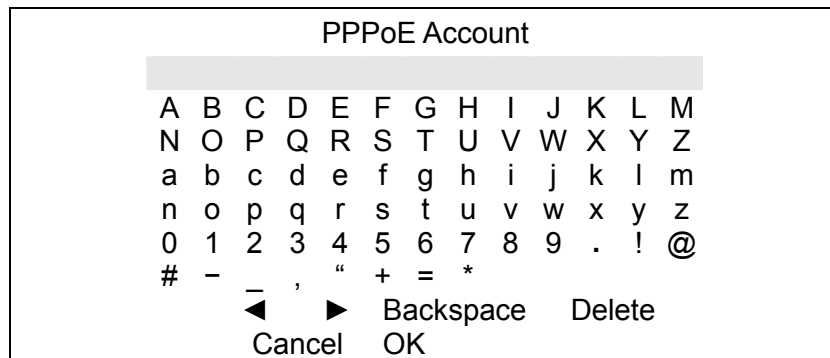 PPPoE Account
A B C D E F G H I J K L M
N O P Q R S T U V W X Y Z
a b c d e f g h i j k l m
n o p q r s t u v w x y z
0 1 2 3 4 5 6 7 8 9 . ! @
# – _ , “ + = *
◄ ► Backspace Delete
Cancel OK